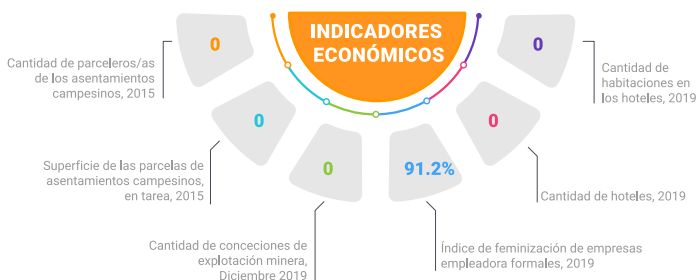 INDICADORES
ECONÓMICOS
0
Cantidad de parceleros/as
de los asentamientos
campesinos, 2015
0
Superficie de las parcelas de
asentamientos campesinos,
en tarea, 2015
0
Cantidad de conceciones de
explotación minera,
Diciembre 2019
91.2%
Índice de feminización de empresas
empleadora formales, 2019
0
Cantidad de hoteles, 2019
0
Cantidad de
habitaciones en
los hoteles, 2019